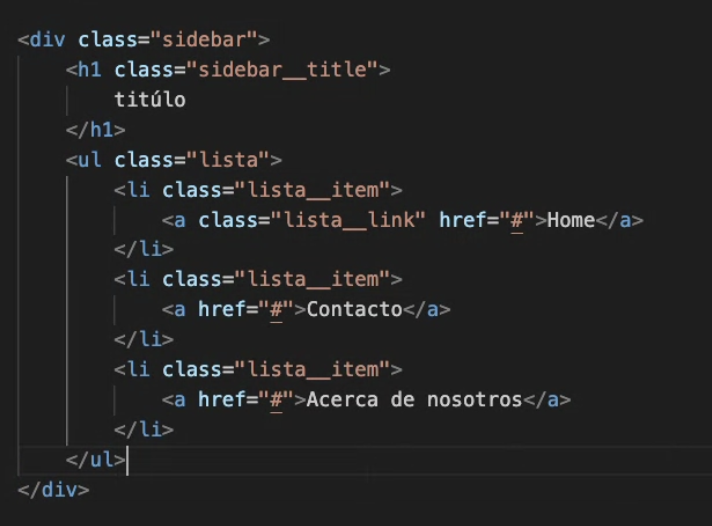 <div class="sidebar">
<h1 class="sidebar__title">
titúlo
</h1>
<ul class="lista">
<li class="lista__item">
<a class="lista__link" href="#">Home</a>
</li>
<li class="lista__item">
<a href="#">Contacto</a>
</li>
<li class="lista__item">
<a href="#">Acerca de nosotros</a>
</li>
</ul>
</div>